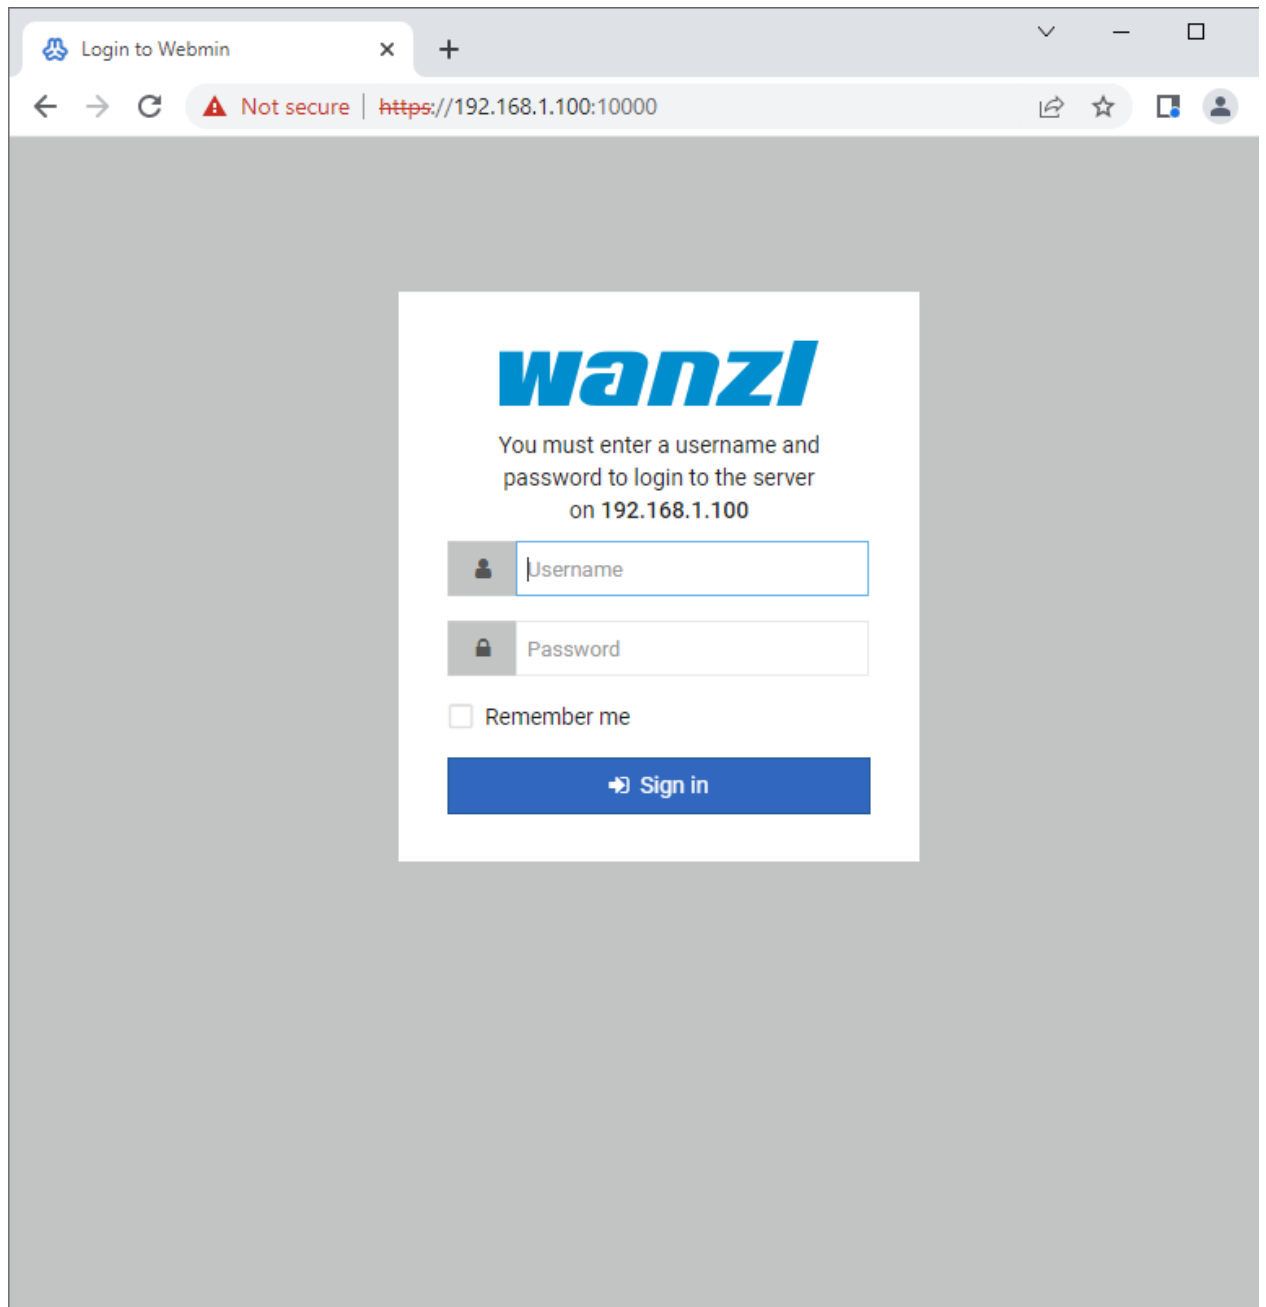 Login to Webmin
Not secure https://192.168.1.100:10000
wanzl
You must enter a username and
password to login to the server
on 192.168.1.100
Username
Password
Remember me
Sign in